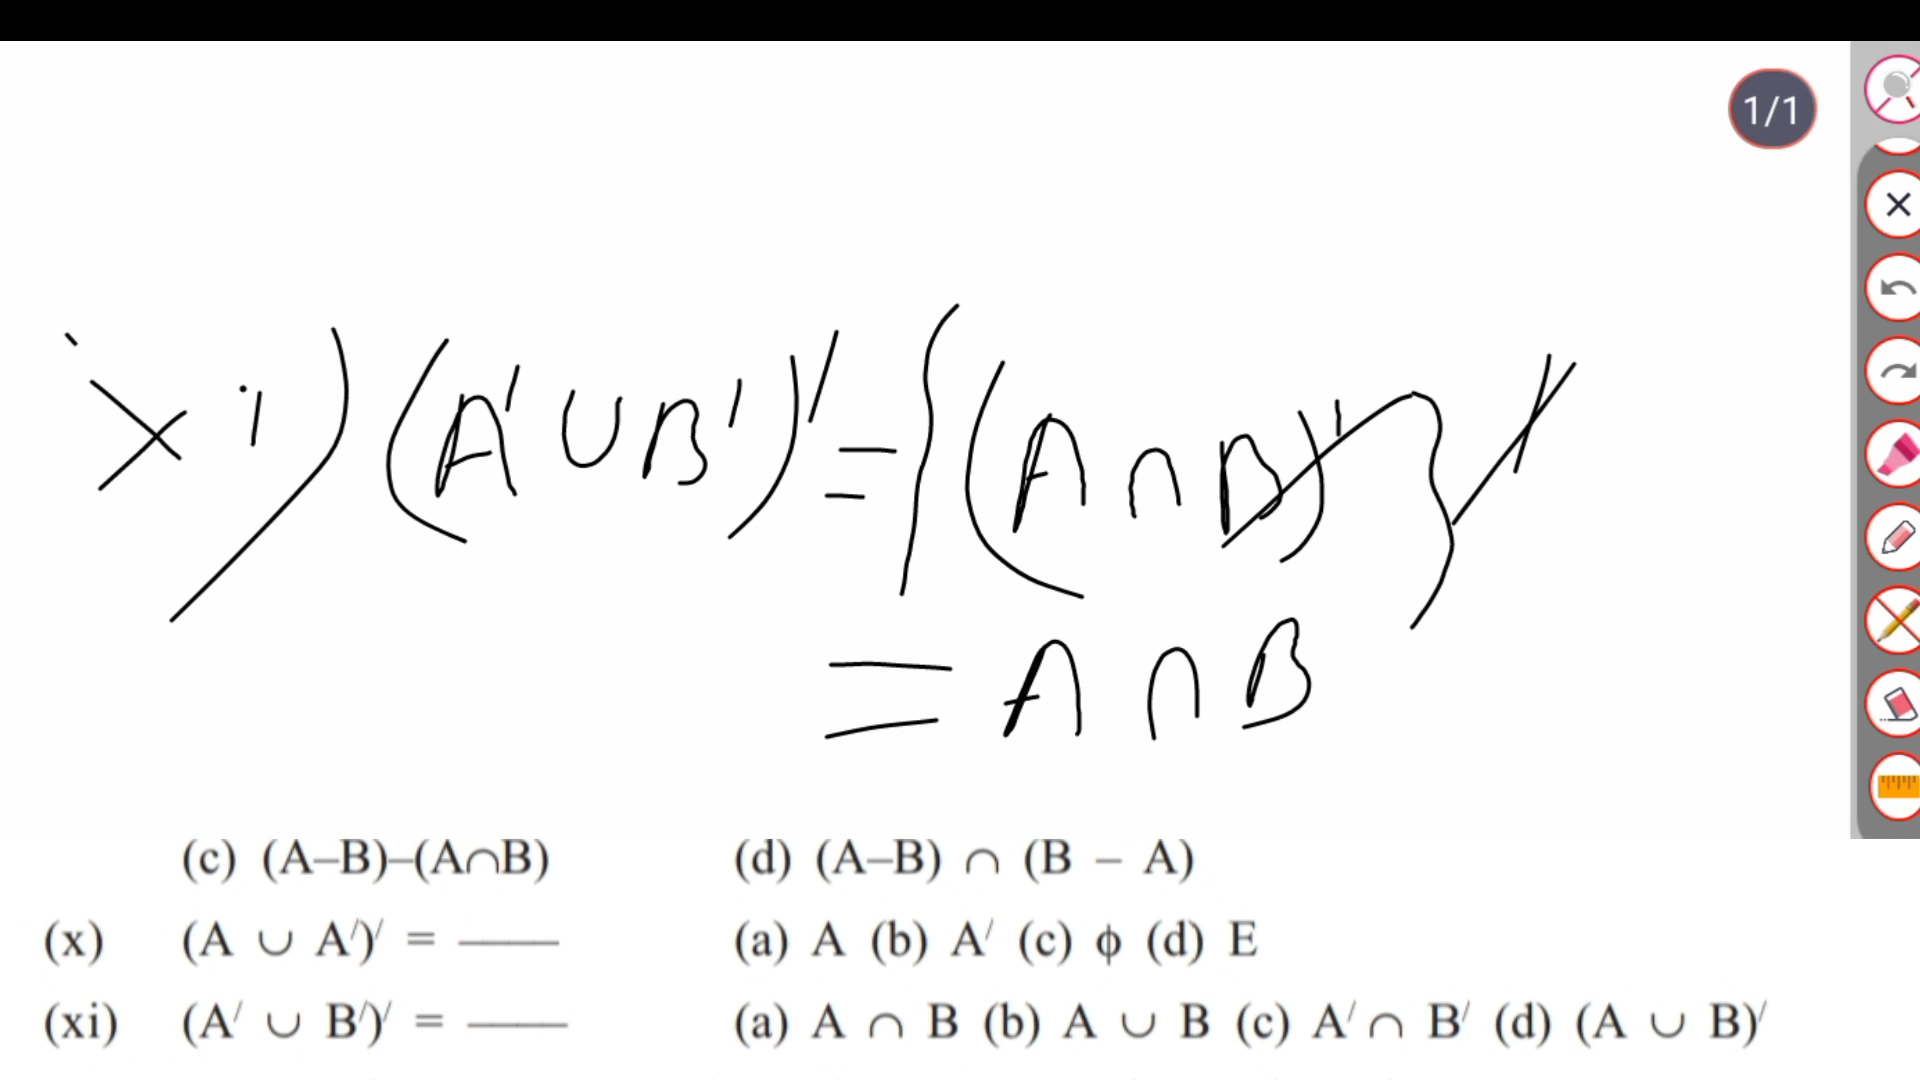 1/1
xi) (A' ∪ B')' = {(A ∩ B)'}'
= A ∩ B
(c) (A–B)–(A∩B) (d) (A–B) ∩ (B – A)
(x) (A ∪ A′)′ = —— (a) A (b) A′ (c) ϕ (d) E
(xi) (A′ ∪ B′)′ = —— (a) A ∩ B (b) A ∪ B (c) A′ ∩ B′ (d) (A ∪ B)′